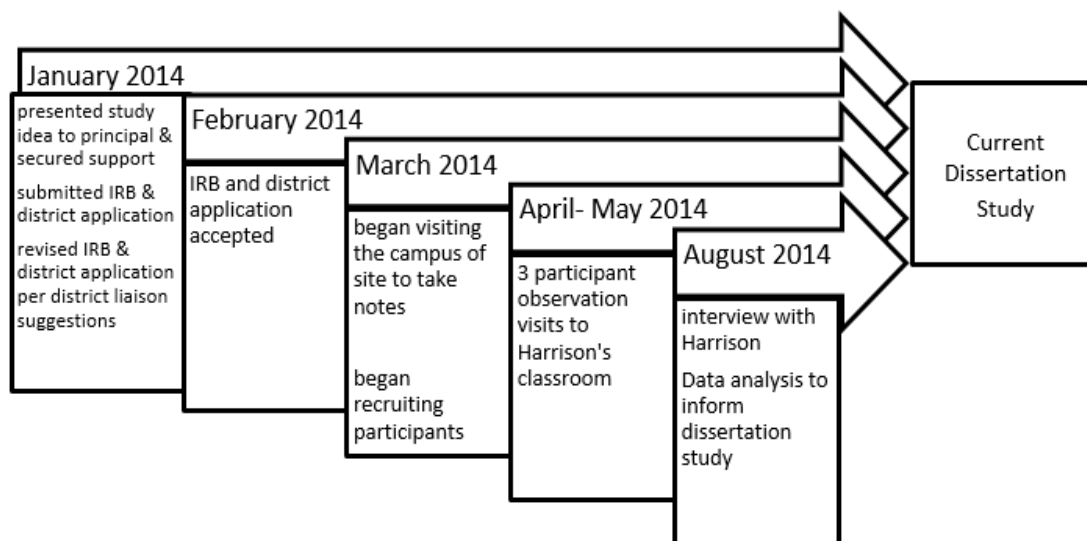 January 2014
presented study
idea to principal &
secured support
submitted IRB &
district application
revised IRB &
district application
per district liaison
suggestions
February 2014
IRB and district
application
accepted
March 2014
began visiting
the campus of
site to take
notes
began
recruiting
participants
April- May 2014
3 participant
observation
visits to
Harrison's
classroom
August 2014
interview with
Harrison
Data analysis to
inform
dissertation
study
Current
Dissertation
Study